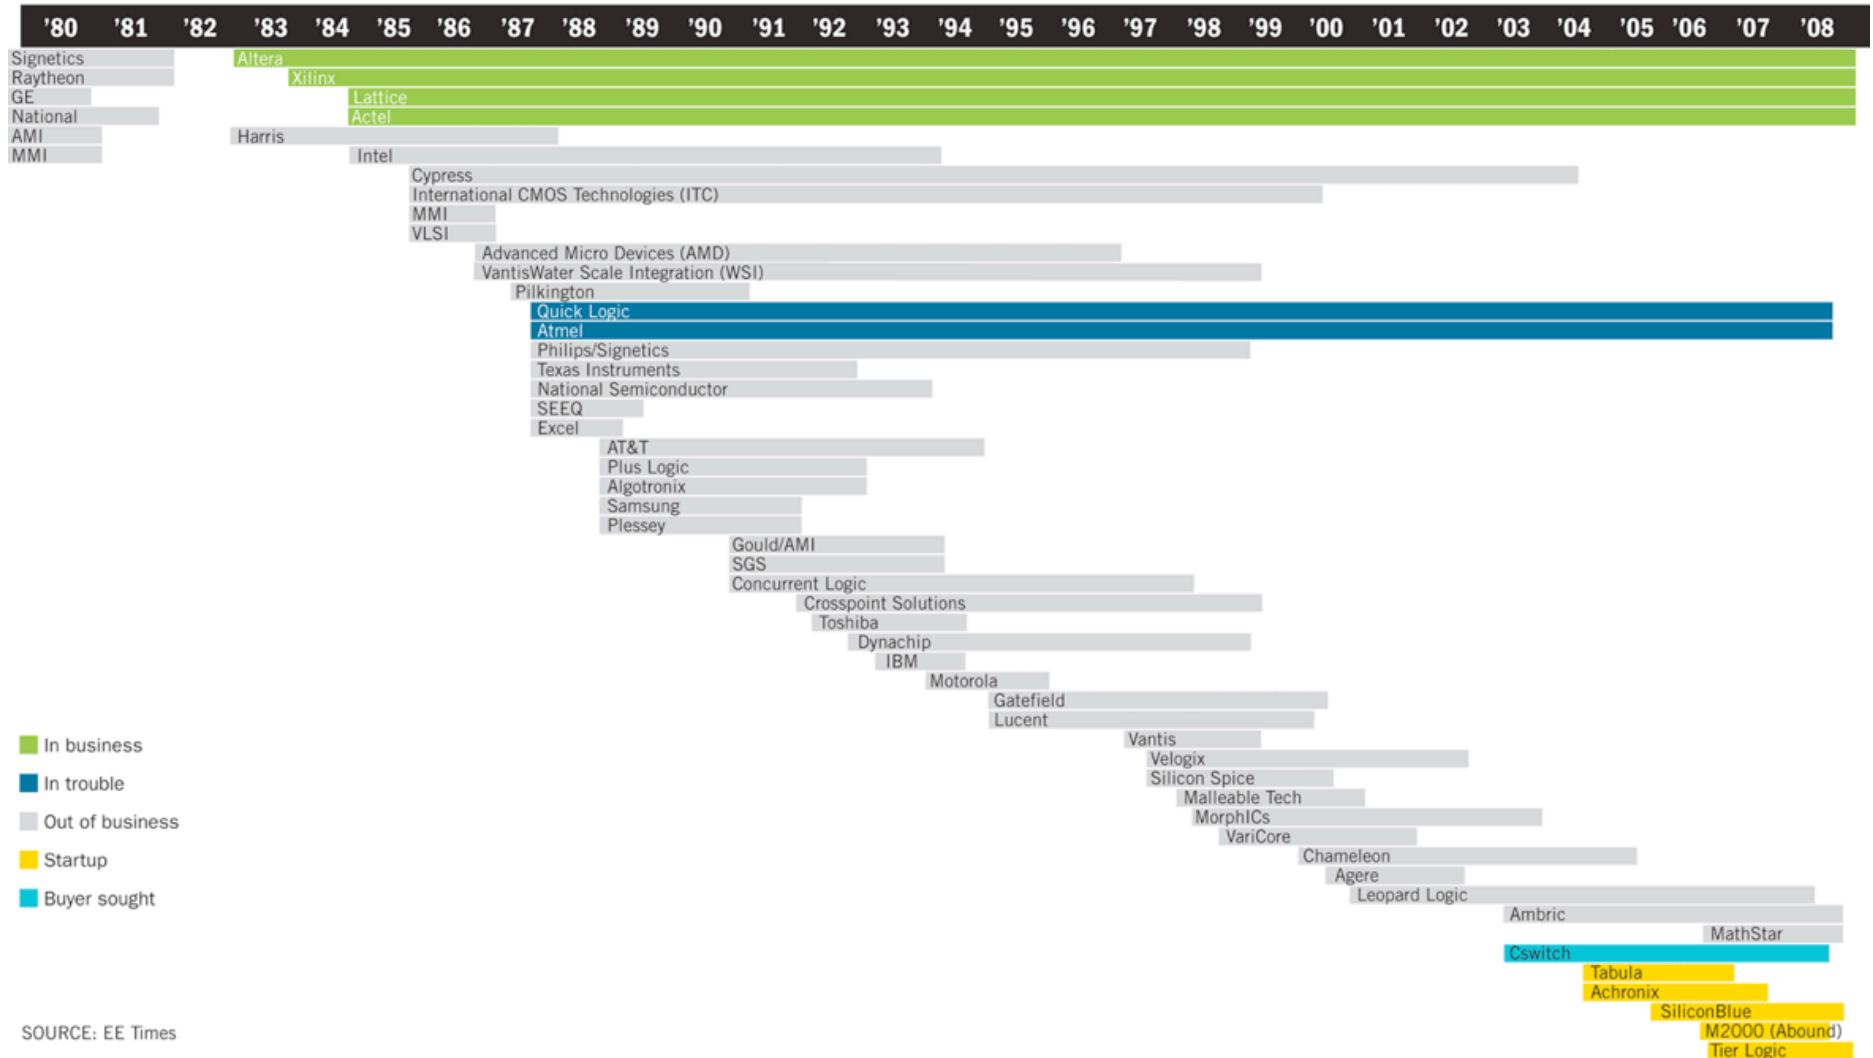 ’80 ’81 ’82 ’83 ’84 ’85 ’86 ’87 ’88 ’89 ’90 ’91 ’92 ’93 ’94 ’95 ’96 ’97 ’98 ’99 ’00 ’01 ’02 ’03 ’04 ’05 ’06 ’07 ’08
Signetics Altera
Raytheon Xilinx
GE Lattice
National Actel
AMI Harris
MMI Intel
Cypress
International CMOS Technologies (ITC)
MMI
VLSI
Advanced Micro Devices (AMD)
VantisWater Scale Integration (WSI)
Pilkington
Quick Logic
Atmel
Philips/Signetics
Texas Instruments
National Semiconductor
SEEQ
Excel
AT&T
Plus Logic
Algotronix
Samsung
Plessey
Gould/AMI
SGS
Concurrent Logic
Crosspoint Solutions
Toshiba
Dynachip
IBM
Motorola
Gatefield
Lucent
Vantis
Velogix
Silicon Spice
Malleable Tech
MorphICs
VariCore
Chameleon
Agere
Leopard Logic
Ambric
MathStar
Cswitch
Tabula
Achronix
SiliconBlue
M2000 (Abound)
Tier Logic
In business
In trouble
Out of business
Startup
Buyer sought
SOURCE: EE Times